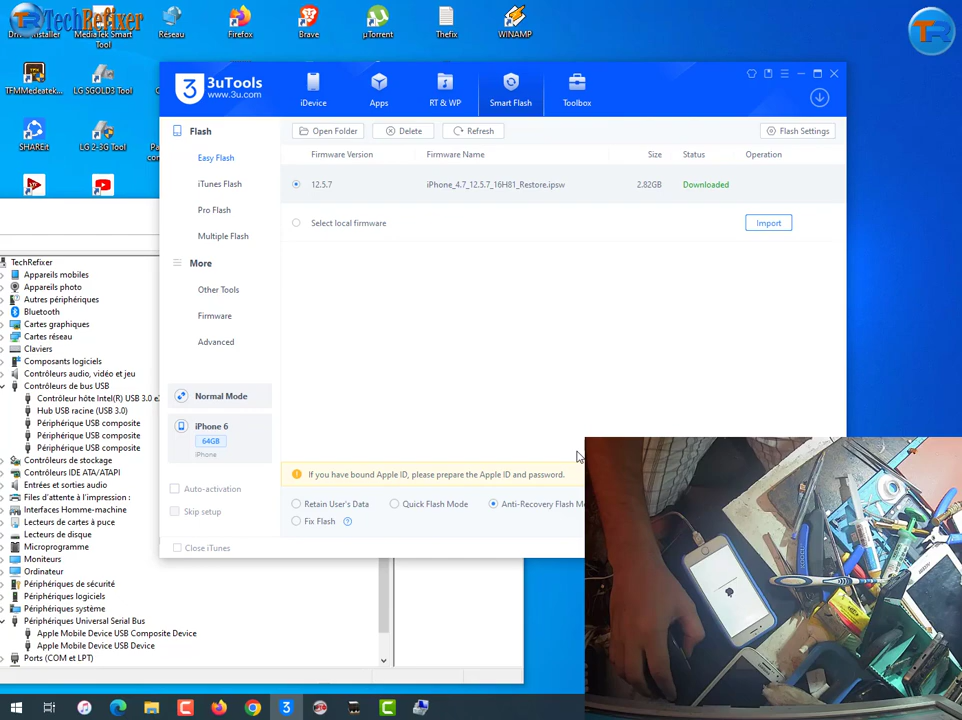 TechRefixer
TR
Driver Installer
MediaTek Smart Tool
Reseau
Firefox
Brave
µTorrent
Thefix
WINAMP
TFMMedeatek...
LG SGOLD3 Tool
SHAREit
LG 2-3G Tool
3uTools
www.3u.com
iDevice
Apps
RT & WP
Smart Flash
Toolbox
Flash
Easy Flash
iTunes Flash
Pro Flash
Multiple Flash
More
Other Tools
Firmware
Advanced
Normal Mode
iPhone 6
64GB
iPhone
Auto-activation
Skip setup
Close iTunes
Open Folder
Delete
Refresh
Flash Settings
Firmware Version
Firmware Name
Size
Status
Operation
12.5.7
iPhone_4.7_12.5.7_16H81_Restore.ipsw
2.82GB
Downloaded
Select local firmware
Import
If you have bound Apple ID, please prepare the Apple ID and password.
Retain User's Data
Quick Flash Mode
Anti-Recovery Flash Mo
Fix Flash
TechRefixer
Appareils mobiles
Appareils photo
Autres périphériques
Bluetooth
Cartes graphiques
Cartes réseau
Claviers
Composants logiciels
Contrôleurs audio, vidéo et jeu
Contrôleurs de bus USB
Contrôleur hôte Intel(R) USB 3.0 e
Hub USB racine (USB 3.0)
Périphérique USB composite
Périphérique USB composite
Périphérique USB composite
Contrôleurs de stockage
Contrôleurs IDE ATA/ATAPI
Entrées et sorties audio
Files d'attente à l'impression :
Interfaces Homme-machine
Lecteurs de carte à puce
Lecteurs de disque
Microprogramme
Moniteurs
Ordinateur
Périphériques de sécurité
Périphériques logiciels
Périphériques système
Périphériques Universal Serial Bus
Apple Mobile Device USB Composite Device
Apple Mobile Device USB Device
Ports (COM et LPT)